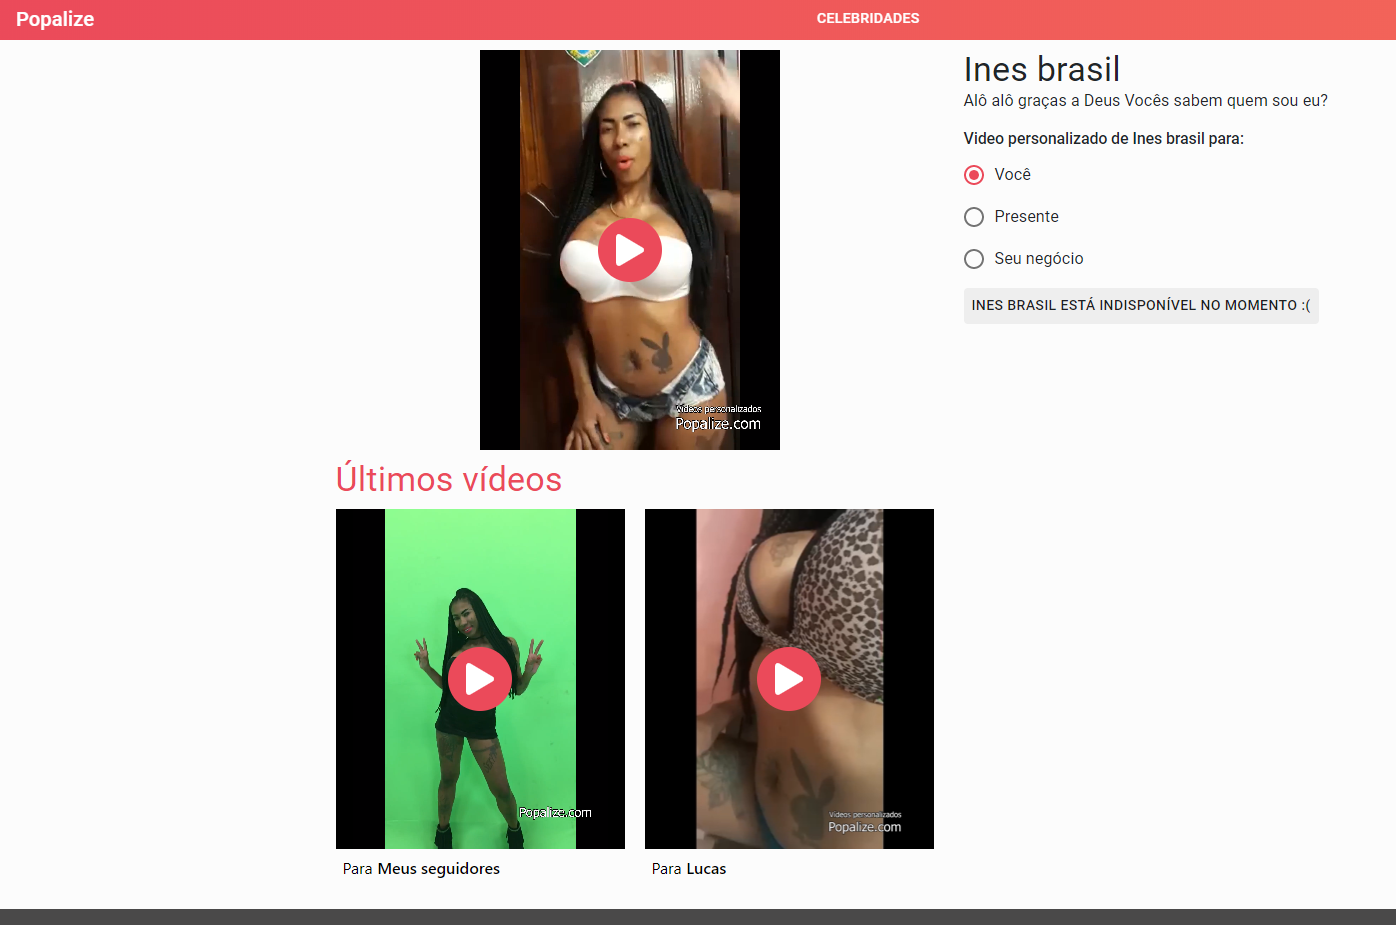 Popalize
CELEBRIDADES
Ines brasil
Alô alô graças a Deus Vocês sabem quem sou eu?
Video personalizado de Ines brasil para:
Você
Presente
Seu negócio
INES BRASIL ESTÁ INDISPONÍVEL NO MOMENTO :(
Vídeos personalizados
Popalize.com
Últimos vídeos
Popalize.com
Vídeos personalizados
Popalize.com
Para Meus seguidores
Para Lucas